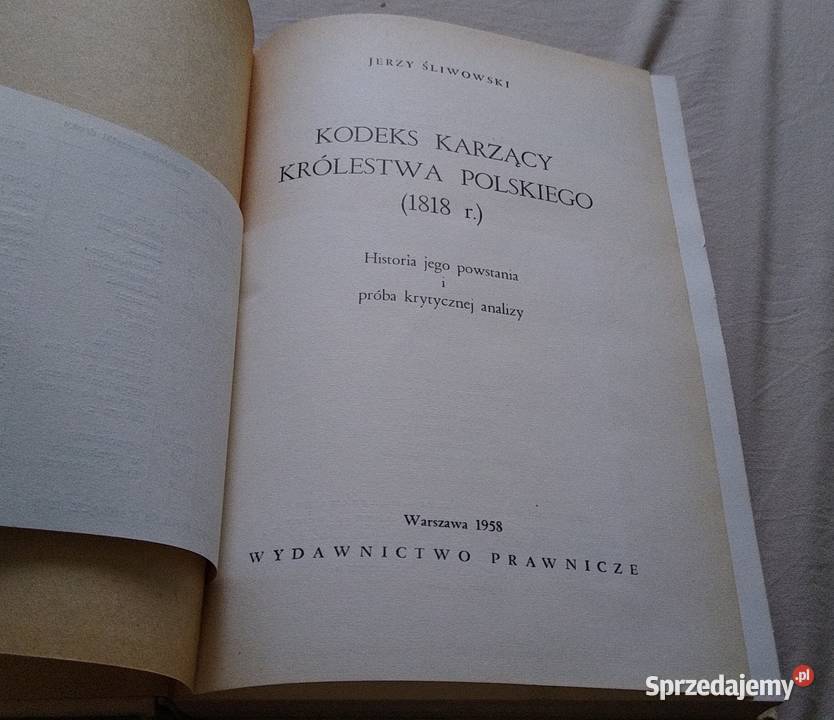 JERZY ŚLIWOWSKI
KODEKS KARZĄCY
KRÓLESTWA POLSKIEGO
(1818 r.)
Historia jego powstania
i
próba krytycznej analizy
Warszawa 1958
WYDAWNICTWO PRAWNICZE
Sprzedajemy.pl